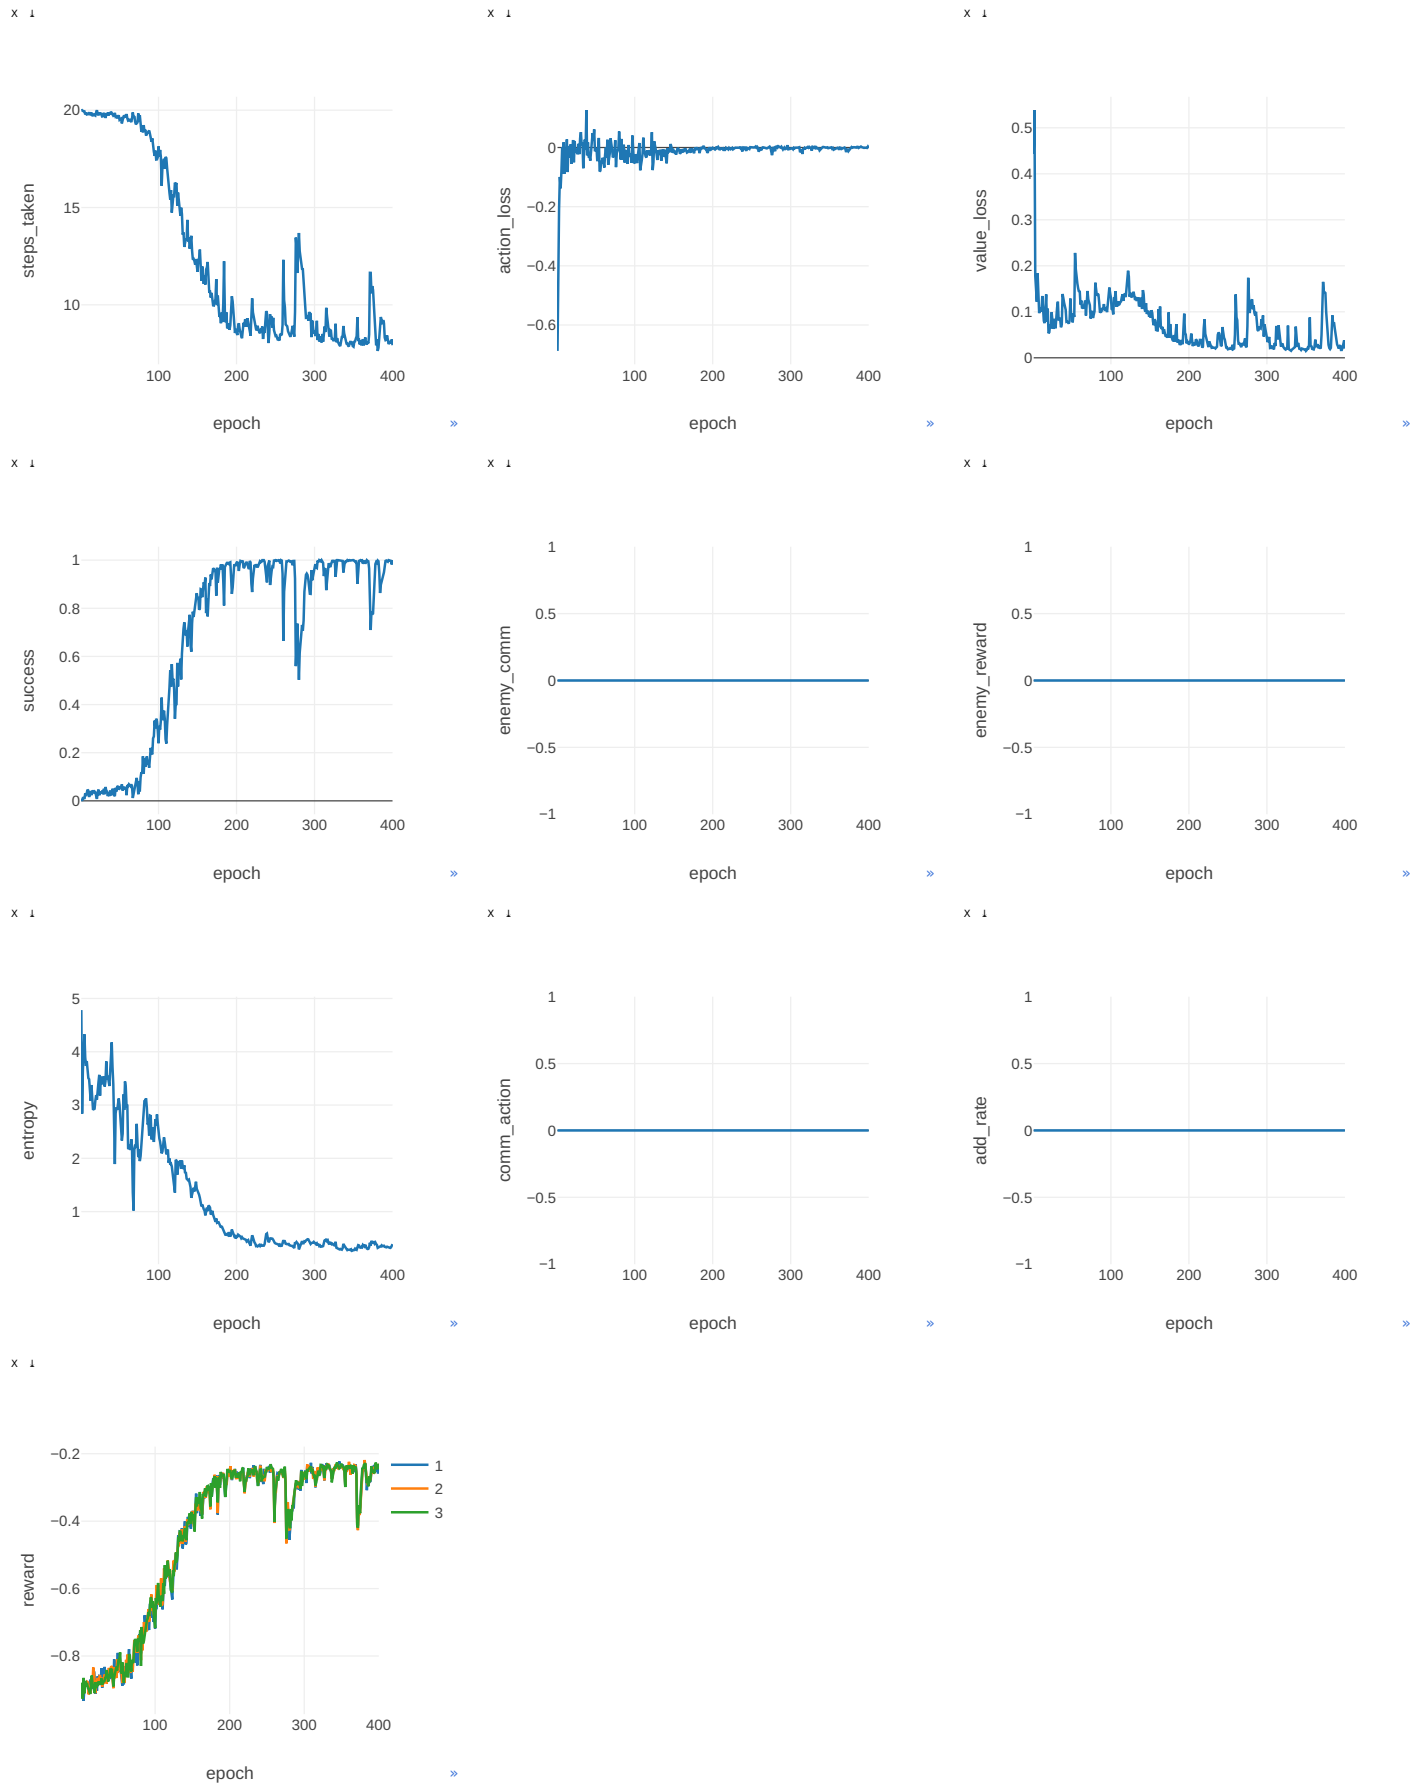 X ↓ X ↓ X ↓
20
15
10
steps_taken
100 200 300 400
epoch
»
0
−0.2
−0.4
−0.6
action_loss
100 200 300 400
epoch
»
0.5
0.4
0.3
0.2
0.1
0
value_loss
100 200 300 400
epoch
»
X ↓ X ↓ X ↓
1
0.8
0.6
0.4
0.2
0
success
100 200 300 400
epoch
»
1
0.5
0
−0.5
−1
enemy_comm
100 200 300 400
epoch
»
1
0.5
0
−0.5
−1
enemy_reward
100 200 300 400
epoch
»
X ↓ X ↓ X ↓
5
4
3
2
1
entropy
100 200 300 400
epoch
»
1
0.5
0
−0.5
−1
comm_action
100 200 300 400
epoch
»
1
0.5
0
−0.5
−1
add_rate
100 200 300 400
epoch
»
X ↓
−0.2
−0.4
−0.6
−0.8
reward
100 200 300 400
epoch
1
2
3
»